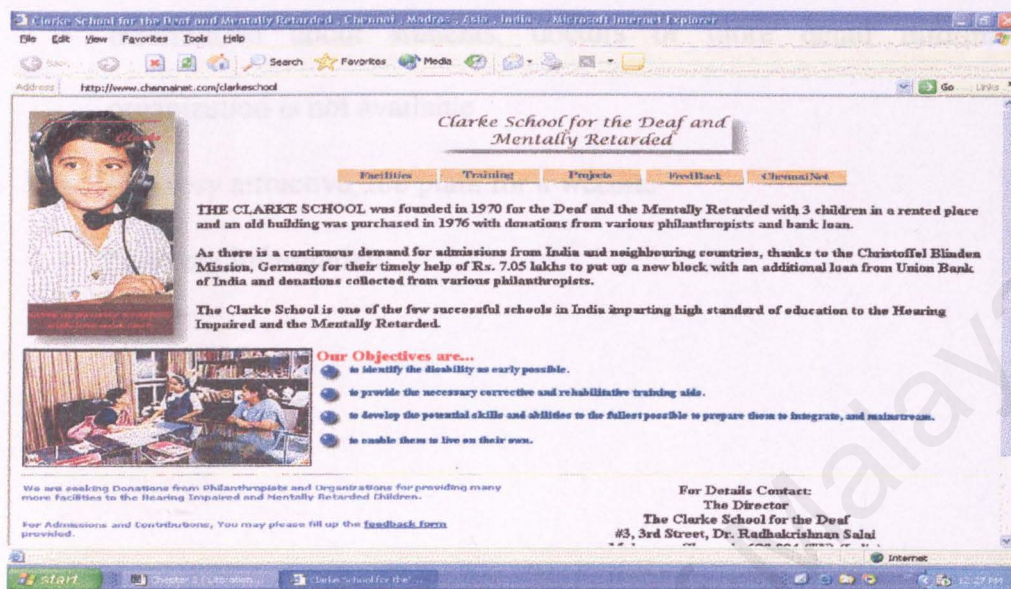 Clarke School for the Deaf and Mentally Retarded , Chennai , Madras , Asia , India. - Microsoft Internet Explorer
File Edit View Favorites Tools Help
Search Favorites Media
Address http://www.chennainet.com/clarkeschool Go Links
Clarke School for the Deaf and
Mentally Retarded
Facilities Training Projects FeedBack ChennaiNet
THE CLARKE SCHOOL was founded in 1970 for the Deaf and the Mentally Retarded with 3 children in a rented place
and an old building was purchased in 1976 with donations from various philanthropists and bank loan.
As there is a continuous demand for admissions from India and neighbouring countries, thanks to the Christoffel Blinden
Mission, Germany for their timely help of Rs. 7.05 lakhs to put up a new block with an additional loan from Union Bank
of India and donations collected from various philanthropists.
The Clarke School is one of the few successful schools in India imparting high standard of education to the Hearing
Impaired and the Mentally Retarded.
Our Objectives are...
to identify the disability as early possible.
to provide the necessary corrective and rehabilitative training aids.
to develop the potential skills and abilities to the fullest possible to prepare them to integrate, and mainstream.
to enable them to live on their own.
We are seeking Donations from Philanthropists and Organizations for providing many
more facilities to the Hearing Impaired and Mentally Retarded Children.
For Admissions and Contributions, You may please fill up the feedback form
provided.
For Details Contact:
The Director
The Clarke School for the Deaf
#3, 3rd Street, Dr. Radhakrishnan Salai
Internet
start Chapter 2 ( Literation ... Clarke School for the ... 12:27 PM
Malaya